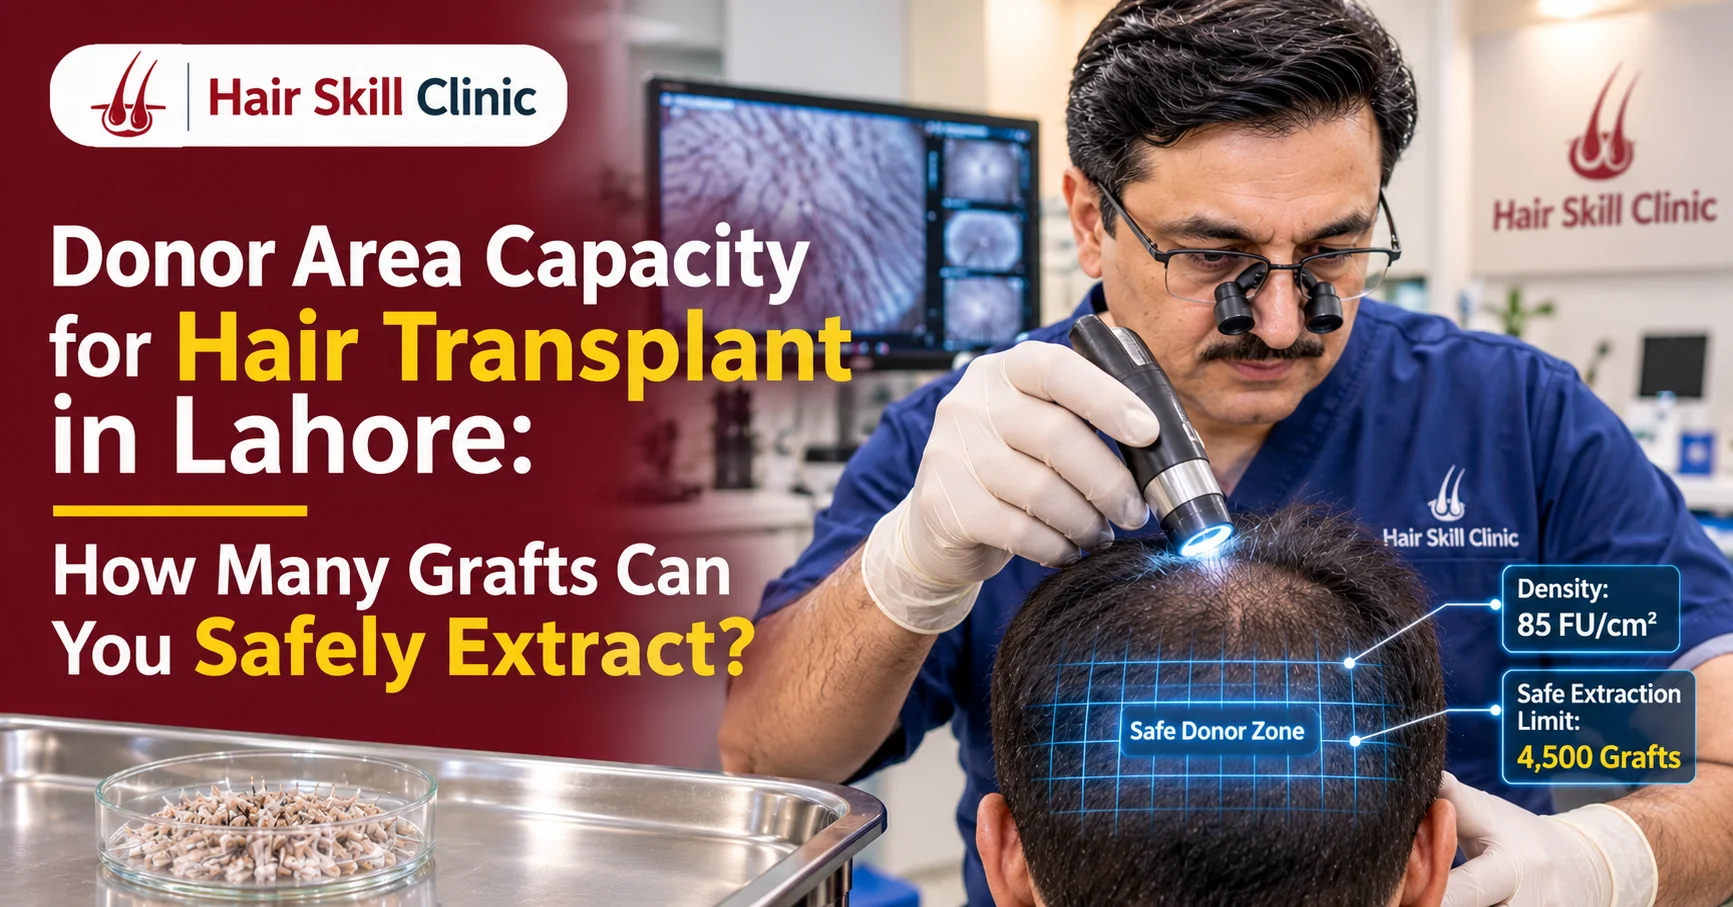 Hair Skill Clinic
Donor Area Capacity
for Hair Transplant
in Lahore:
How Many Grafts Can
You Safely Extract?
Hair Skill Clinic
Hair Skill Clinic
Density:
85 FU/cm²
Safe Extraction
Limit:
4,500 Grafts
Safe Donor Zone